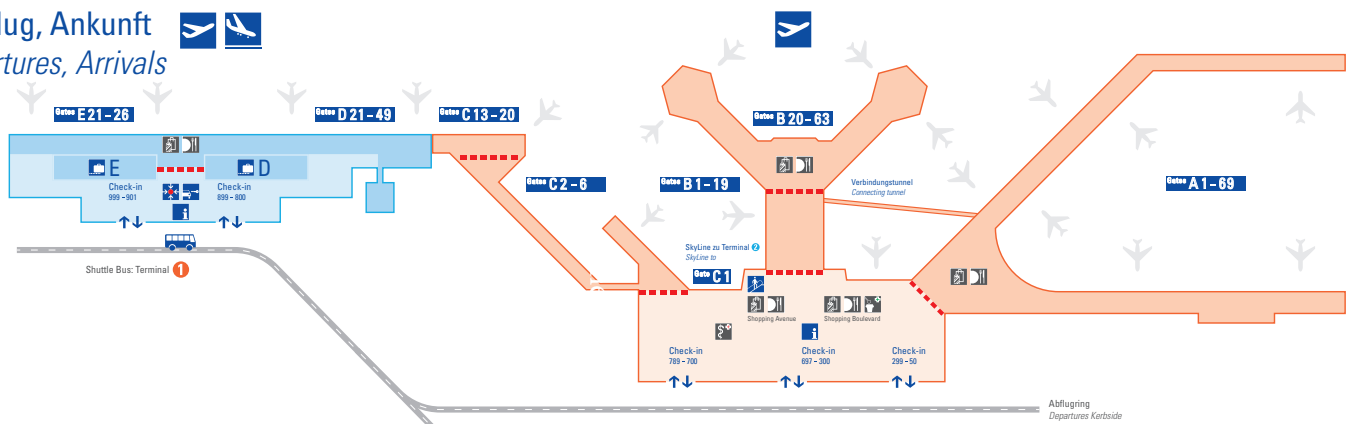 lug, Ankunft
rtures, Arrivals
Gates E 21 – 26
Gates D 21 – 49
Gates C 13 – 20
Gates B 20 – 63
E
D
Check-in
999 – 901
Check-in
899 – 800
i
Shuttle Bus: Terminal 1
Gates C 2 – 6
Gates B 1 – 19
Verbindungstunnel
Connecting tunnel
Gates A 1 – 69
SkyLine zu Terminal 2
SkyLine to
Gate C 1
Shopping Avenue
Shopping Boulevard
i
Check-in
789 – 700
Check-in
697 – 300
Check-in
299 – 50
Abflugring
Departures Kerbside